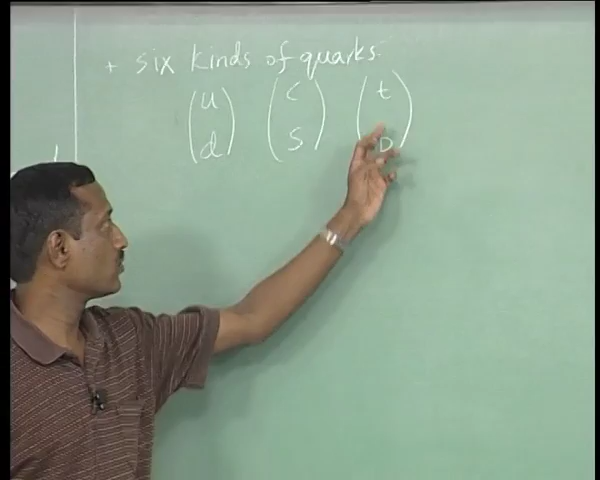 + six kinds of quarks
(u d) (c s) (t b)